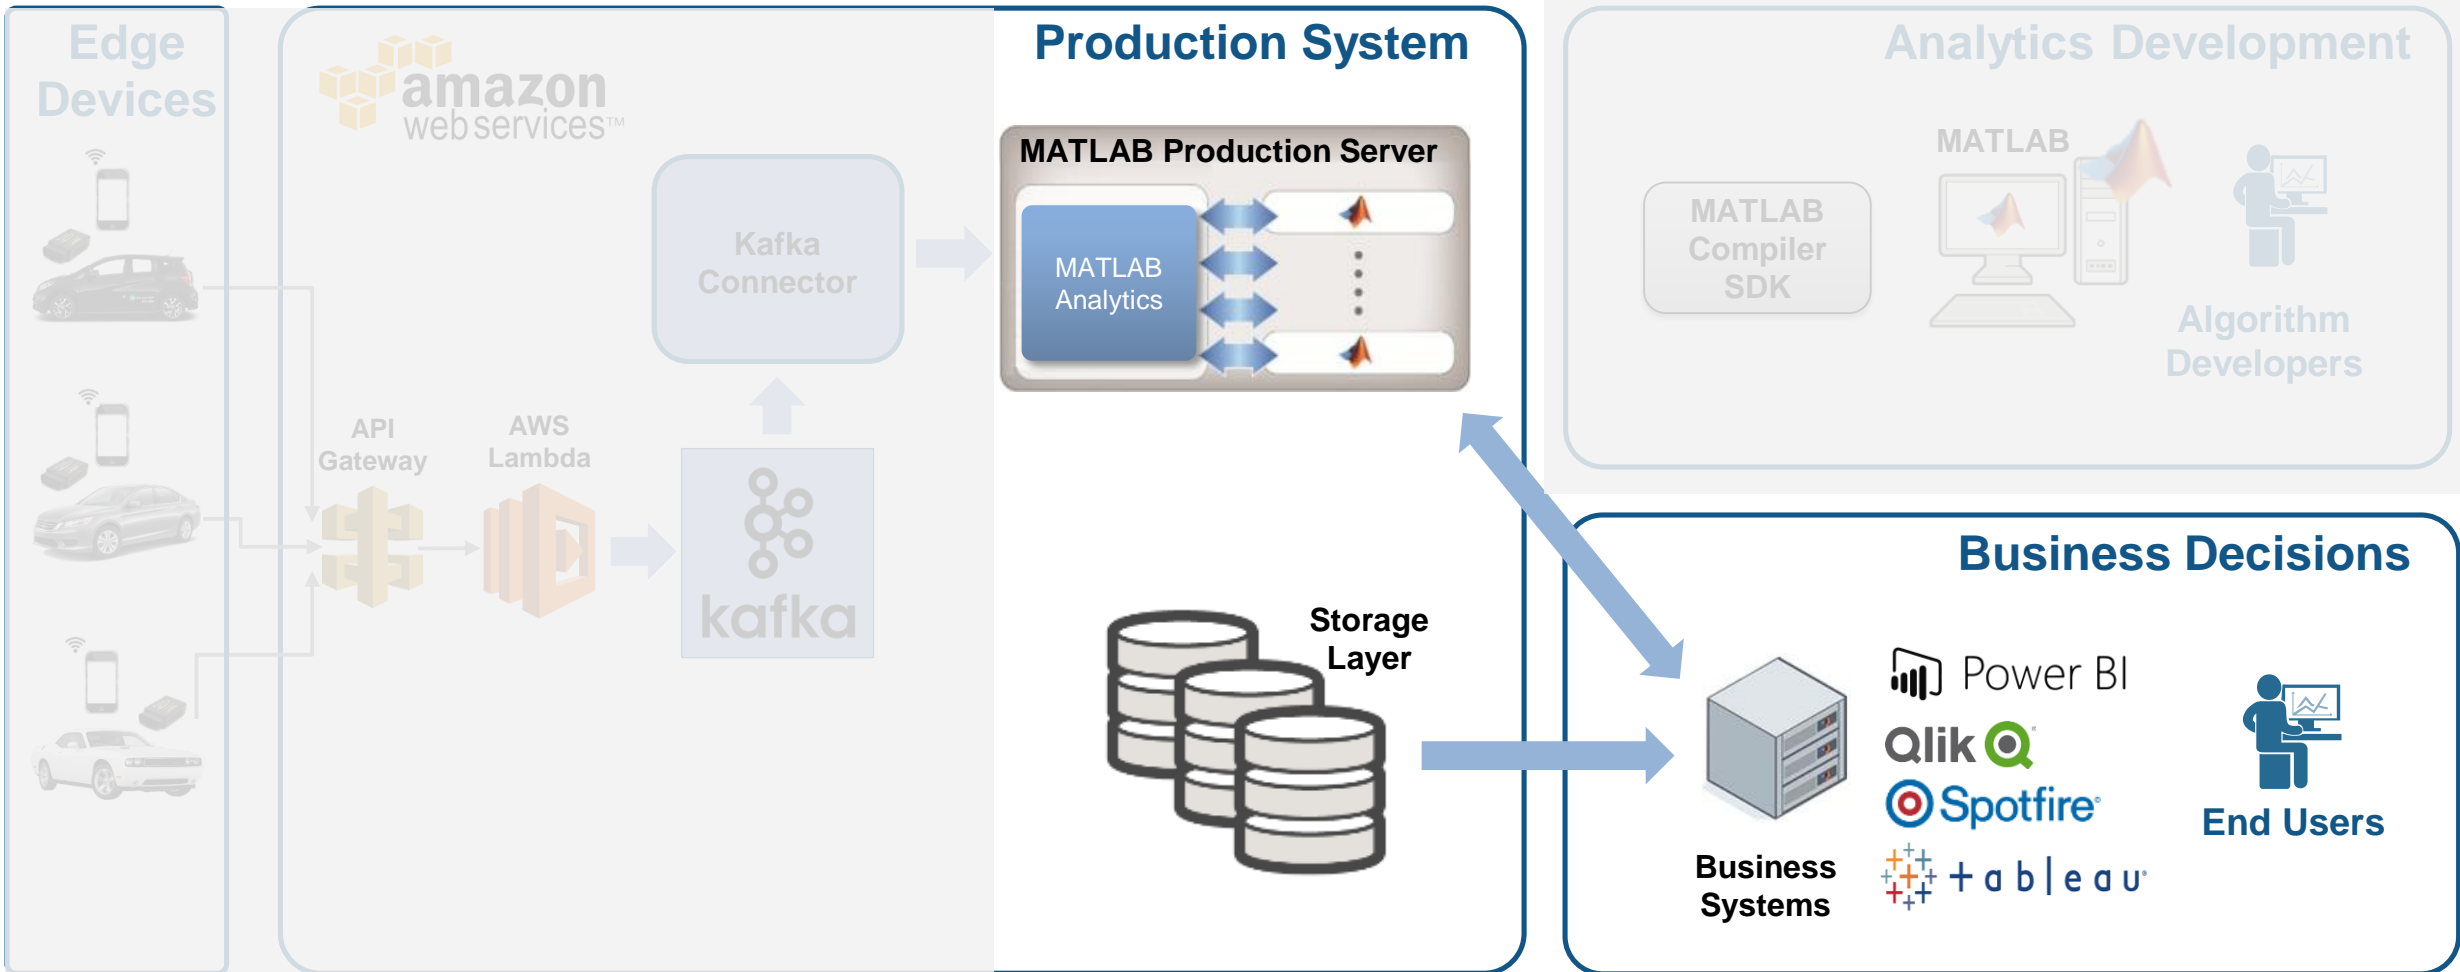 Edge
Devices
amazon
web services™
API
Gateway
AWS
Lambda
Kafka
Connector
kafka
Production System
MATLAB Production Server
MATLAB
Analytics
Storage
Layer
Analytics Development
MATLAB
MATLAB
Compiler
SDK
Algorithm
Developers
Business Decisions
Business
Systems
Power BI
Qlik
Spotfire®
+ a b l e a u®
End Users